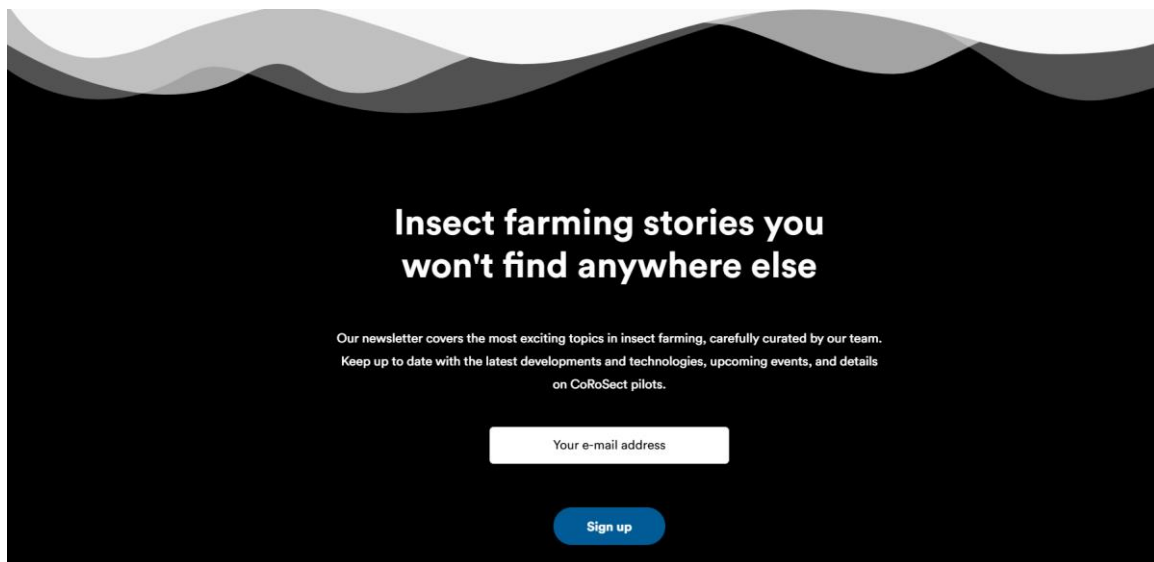 Insect farming stories you
won't find anywhere else
Our newsletter covers the most exciting topics in insect farming, carefully curated by our team.
Keep up to date with the latest developments and technologies, upcoming events, and details
on CoRoSect pilots.
Your e-mail address
Sign up